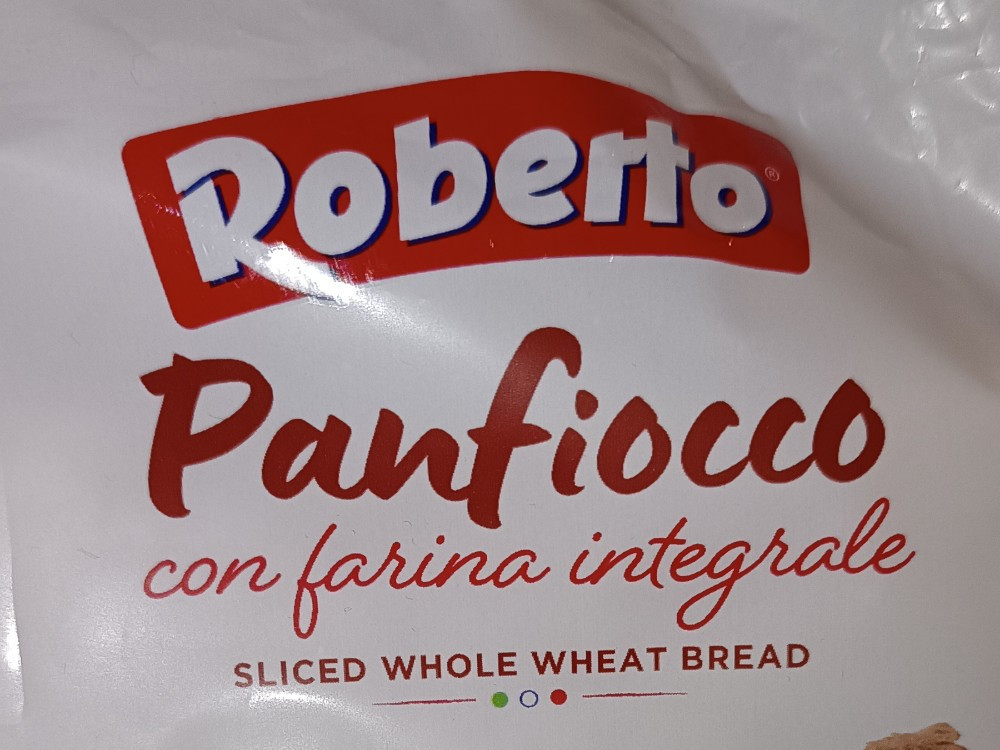 Roberto®
Panfiocco
con farina integrale
SLICED WHOLE WHEAT BREAD